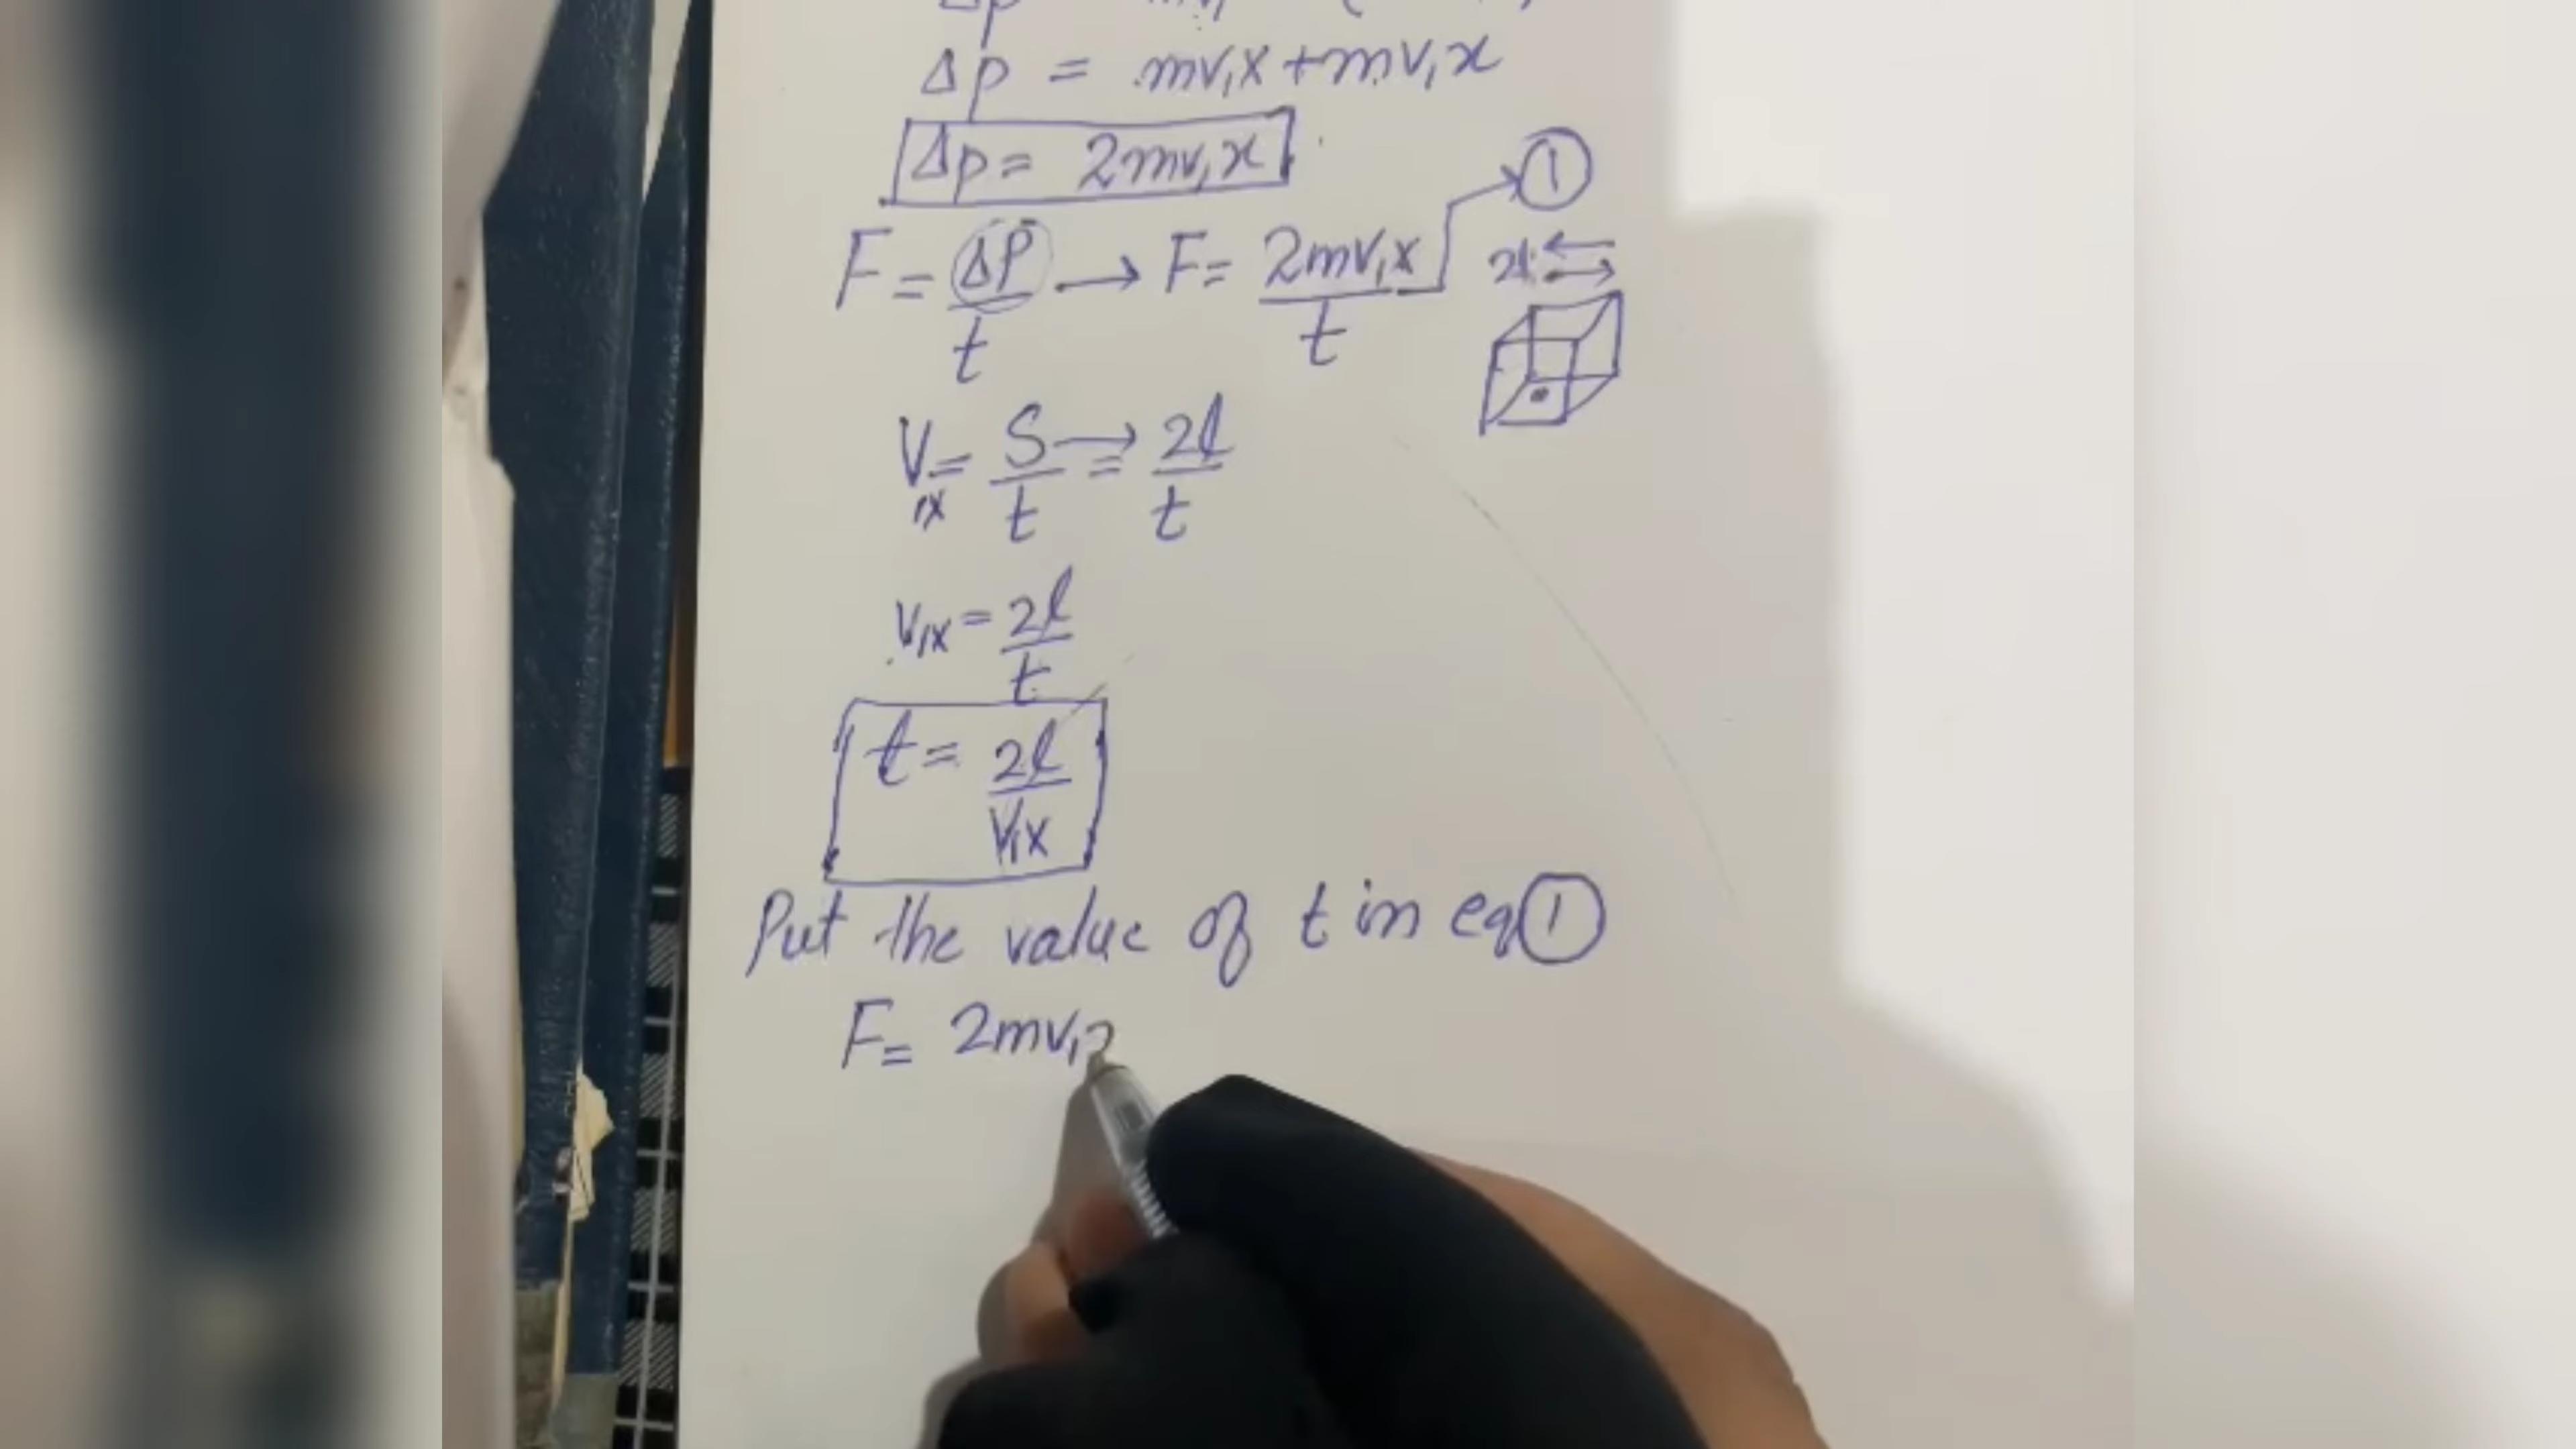 Δp = mv₁x + mv₁x
Δp = 2mv₁x
①
F = ΔP/t → F = 2mv₁x/t
V₁x = S/t → = 2l/t
V₁x = 2l/t
t = 2l/V₁x
Put the value of t in eq ①
F = 2mv₁